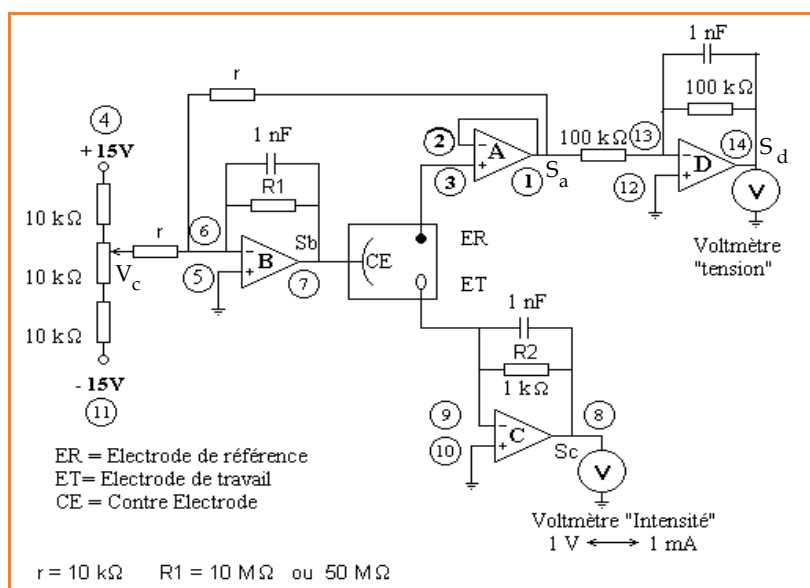 1 nF
r
100 kΩ
4
+15V
1 nF
2
A
100 kΩ
13
14
S_d
R1
3
1
S_a
12
D
10 kΩ
r
6
Sb
ER
V
10 kΩ
V_c
5
B
7
CE
ET
Voltmètre
"tension"
10 kΩ
1 nF
R2
-15V
1 kΩ
11
9
8
10
C
Sc
V
ER = Electrode de référence
ET= Electrode de travail
CE = Contre Electrode
Voltmètre "Intensité"
1 V ←→ 1 mA
r = 10 kΩ R1 = 10 MΩ ou 50 MΩ